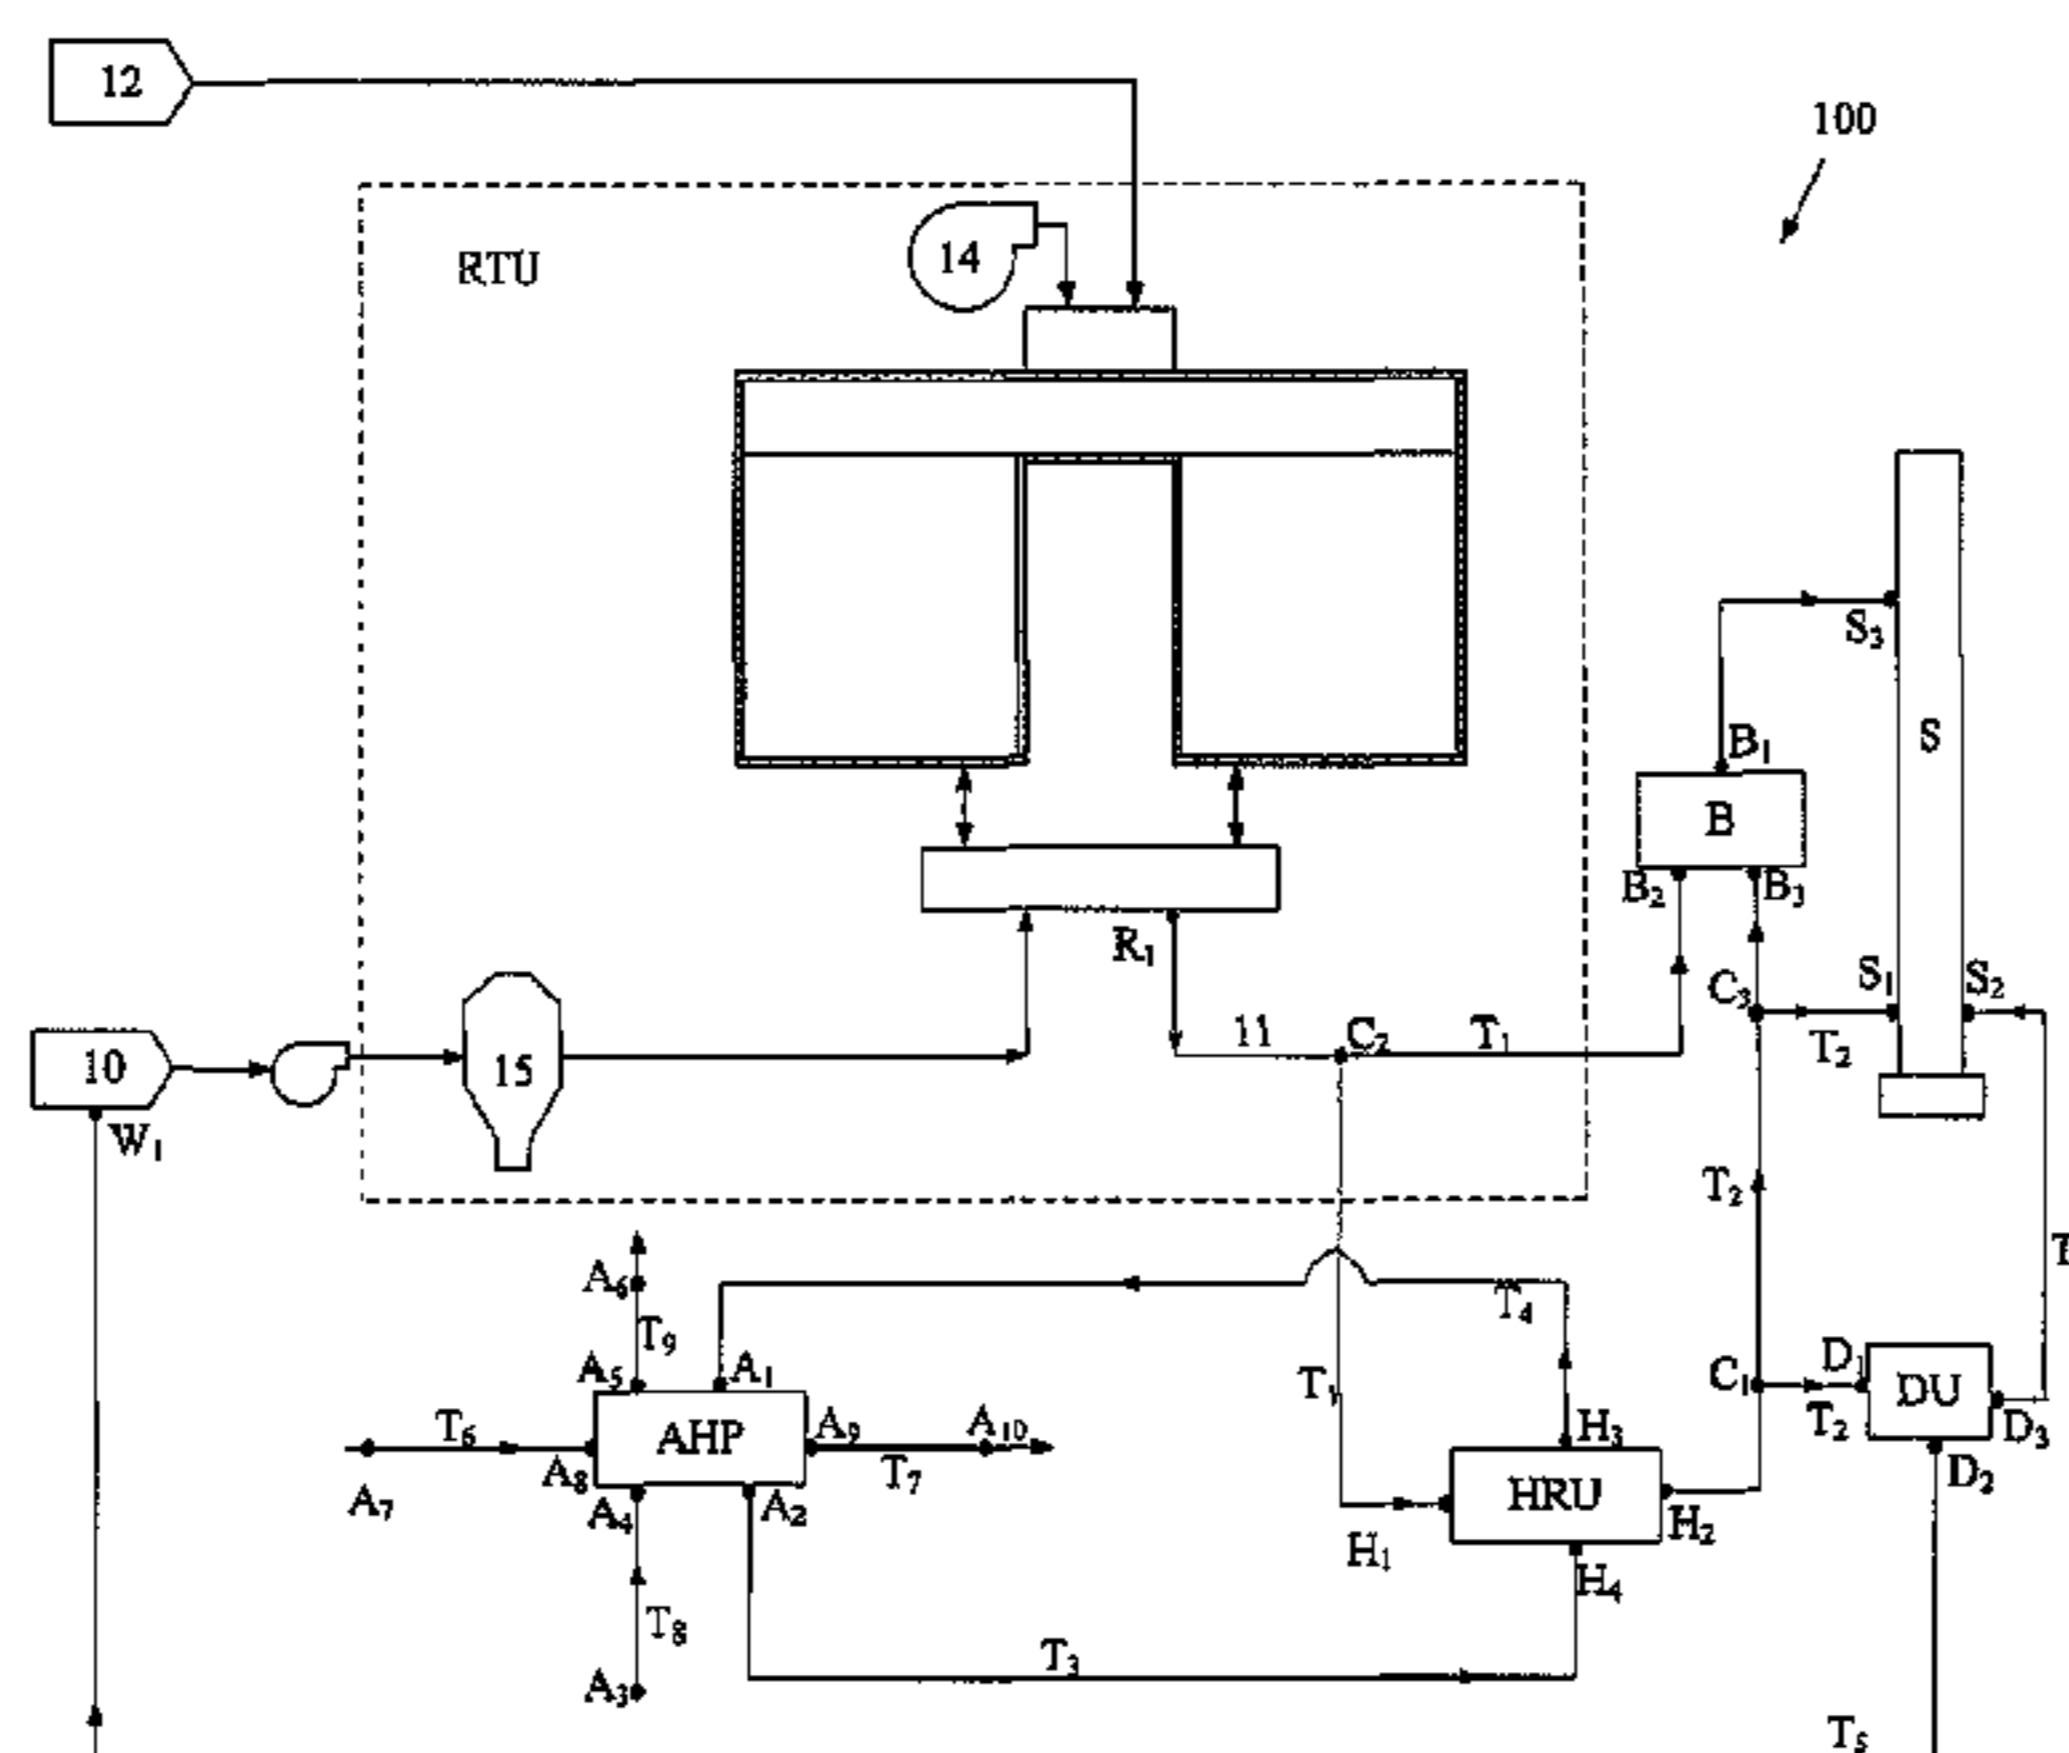 12
100
14
RTU
S₃
S
B₁
B
B₂ B₃
R₁
S₁ S₂
C₃
11 C₂ T₁
T₂
10
15
W₁
T₂
A₆
T₄
T₉
A₅ A₁
T₁
C₁ D₁
DU
T₂ D₃
T₆ AHP A₉ A₁₀
H₃
A₈ T₇
D₂
A₇ A₄ A₂
HRU
H₂
H₁
H₄
T₈
T₃
A₃
T₅